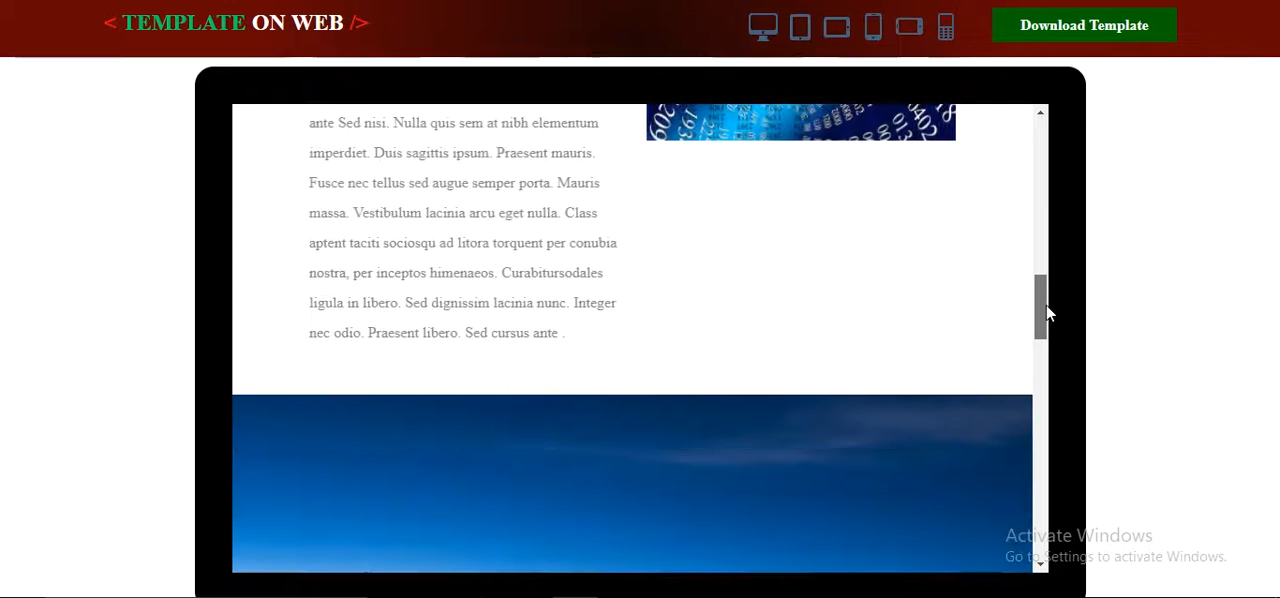 < TEMPLATE ON WEB />
Download Template
ante Sed nisi. Nulla quis sem at nibh elementum
imperdiet. Duis sagittis ipsum. Praesent mauris.
Fusce nec tellus sed augue semper porta. Mauris
massa. Vestibulum lacinia arcu eget nulla. Class
aptent taciti sociosqu ad litora torquent per conubia
nostra, per inceptos himenaeos. Curabitursodales
ligula in libero. Sed dignissim lacinia nunc. Integer
nec odio. Praesent libero. Sed cursus ante .
Activate Windows
Go to Settings to activate Windows.